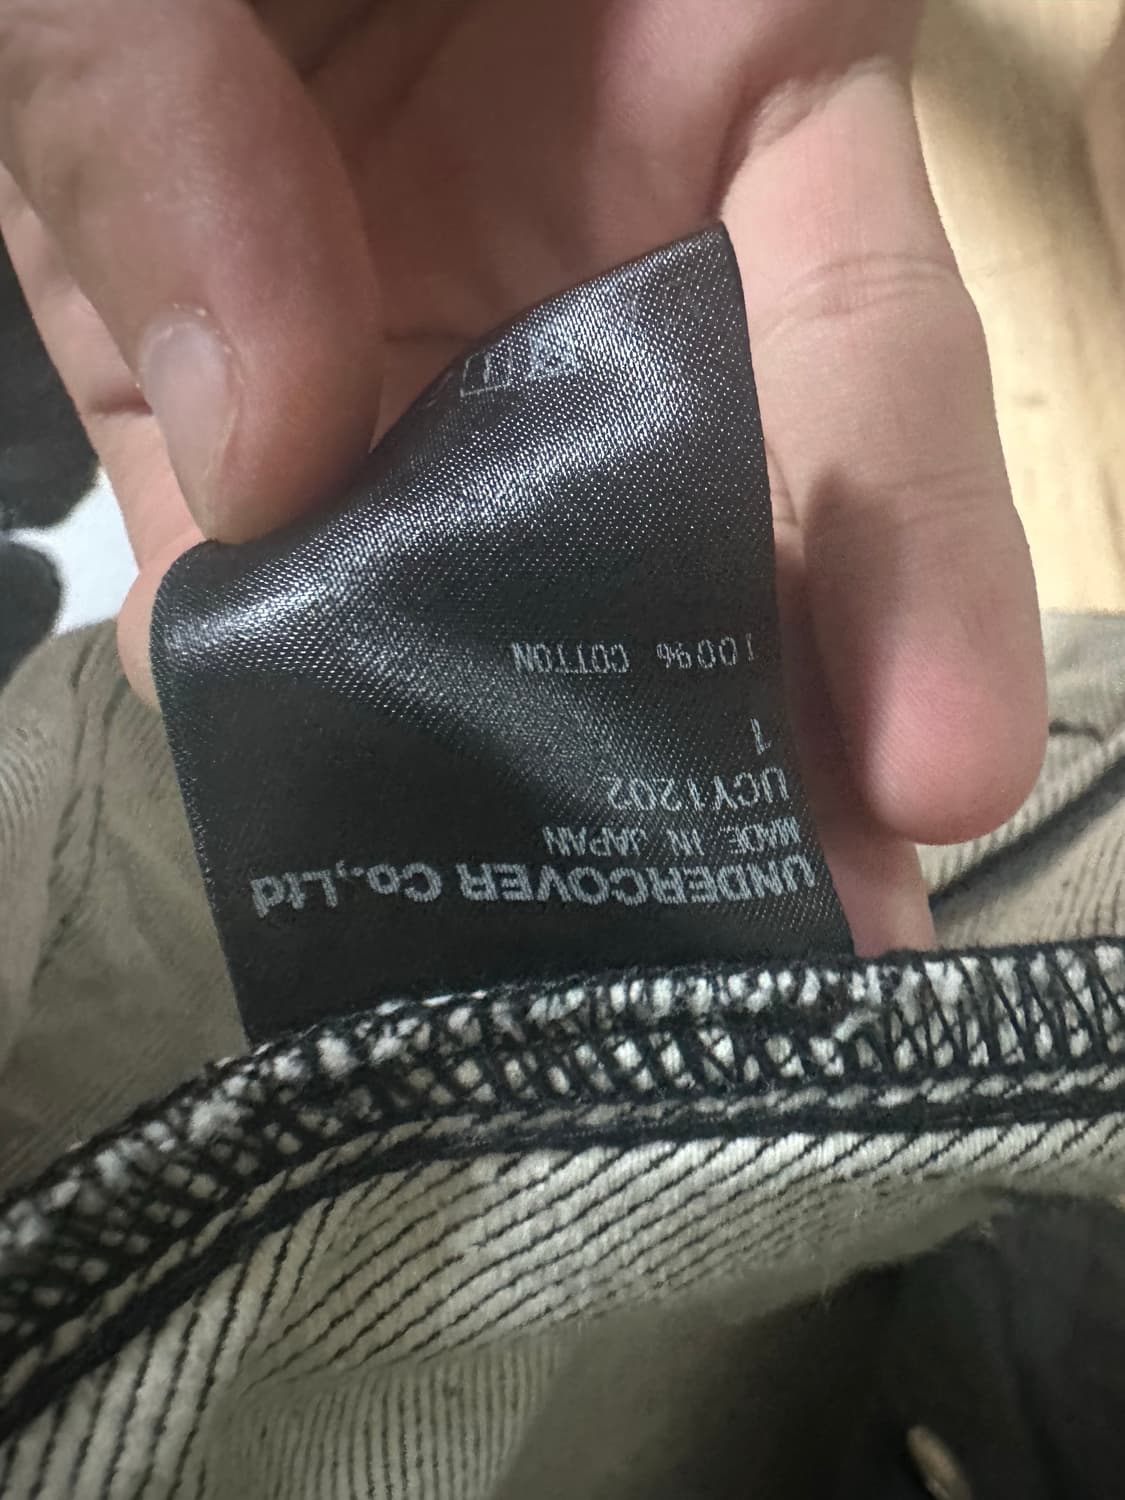 UNDERCOVER Co.,Ltd
MADE IN JAPAN
UCY1202
1
100% COTTON